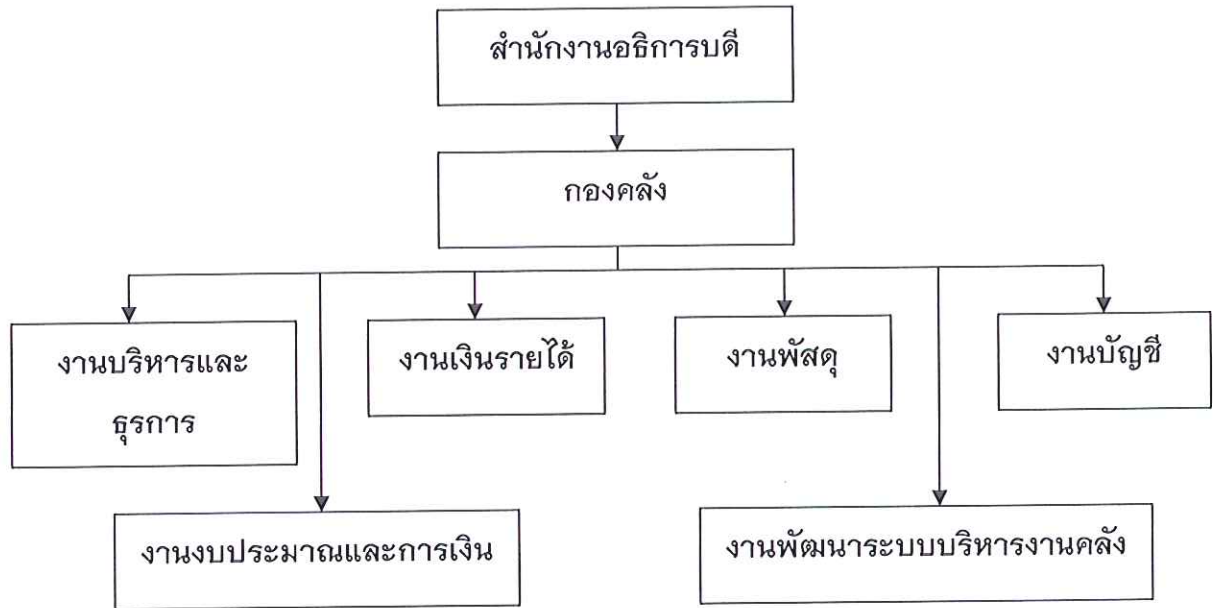 สำนักงานอธิการบดี
กองคลัง
งานบริหารและ
ธุรการ
งานเงินรายได้
งานพัสดุ
งานบัญชี
งานงบประมาณและการเงิน
งานพัฒนาระบบบริหารงานคลัง